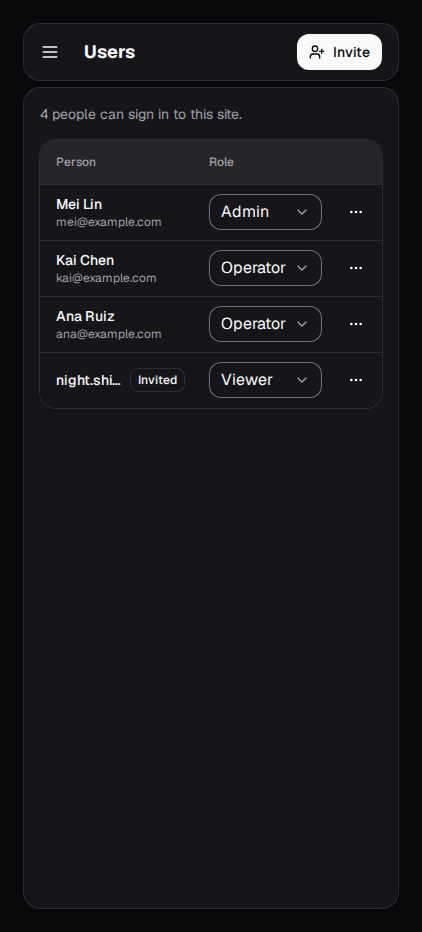 Users
Invite
4 people can sign in to this site.
Person Role
Mei Lin
mei@example.com
Admin
Kai Chen
kai@example.com
Operator
Ana Ruiz
ana@example.com
Operator
night.shi... Invited
Viewer